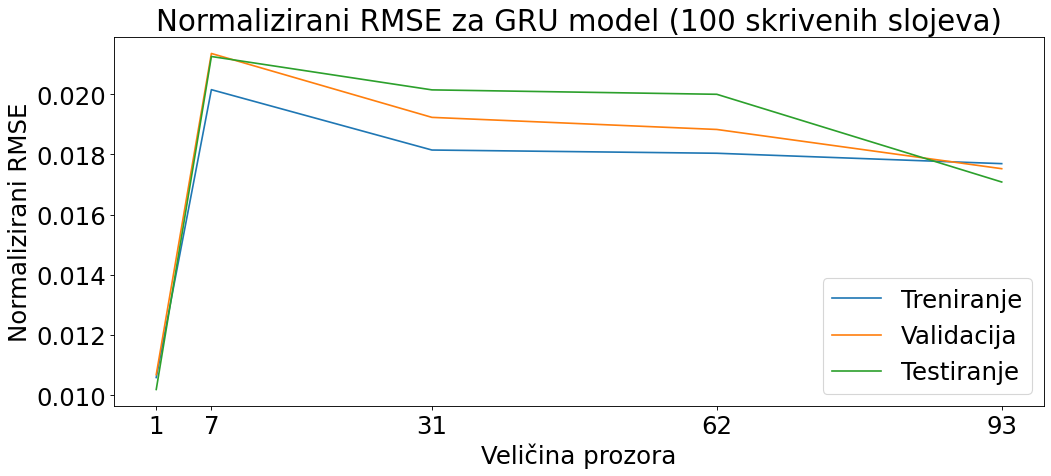 Normalizirani RMSE za GRU model (100 skrivenih slojeva)
Normalizirani RMSE
0.020
0.018
0.016
0.014
0.012
0.010
Treniranje
Validacija
Testiranje
1 7 31 62 93
Veličina prozora